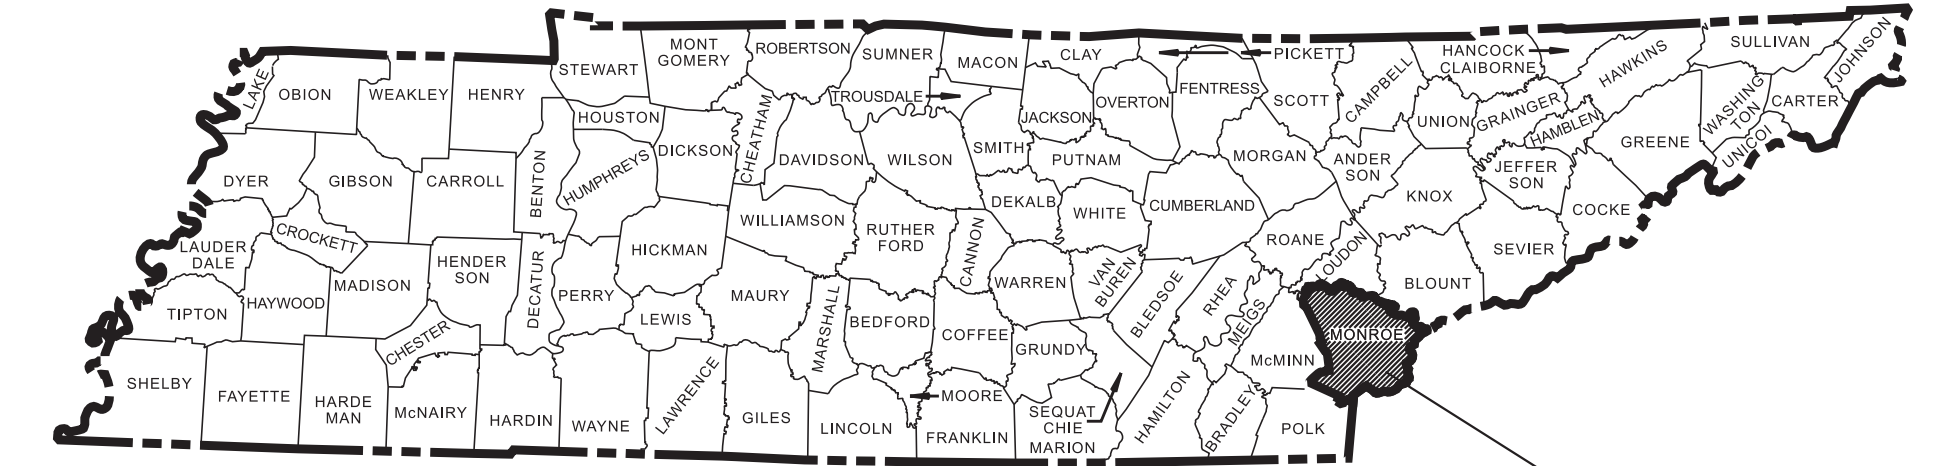 MONT
GOMERY
ROBERTSON
SUMNER
MACON
CLAY
PICKETT
HANCOCK
CLAIBORNE
HAWKINS
SULLIVAN
JOHNSON
LAKE
OBION
WEAKLEY
HENRY
STEWART
HOUSTON
TROUSDALE
JACKSON
OVERTON
FENTRESS
SCOTT
CAMPBELL
UNION
GRAINGER
HAMBLEN
GREENE
WASHING
TON
UNICOI
CARTER
DYER
GIBSON
CARROLL
BENTON
HUMPHREYS
DICKSON
CHEATHAM
DAVIDSON
WILSON
SMITH
PUTNAM
MORGAN
ANDER
SON
KNOX
JEFFER
SON
COCKE
LAUDER
DALE
CROCKETT
HICKMAN
WILLIAMSON
RUTHER
FORD
CANNON
DEKALB
WHITE
CUMBERLAND
ROANE
LOUDON
BLOUNT
SEVIER
TIPTON
HAYWOOD
MADISON
HENDER
SON
DECATUR
PERRY
LEWIS
MAURY
MARSHALL
BEDFORD
COFFEE
WARREN
VAN
BUREN
BLEDSOE
RHEA
MEIGS
MONROE
SHELBY
FAYETTE
HARDE
MAN
CHESTER
McNAIRY
HARDIN
WAYNE
LAWRENCE
GILES
LINCOLN
MOORE
FRANKLIN
GRUNDY
SEQUAT
CHIE
MARION
HAMILTON
BRADLEY
McMINN
POLK